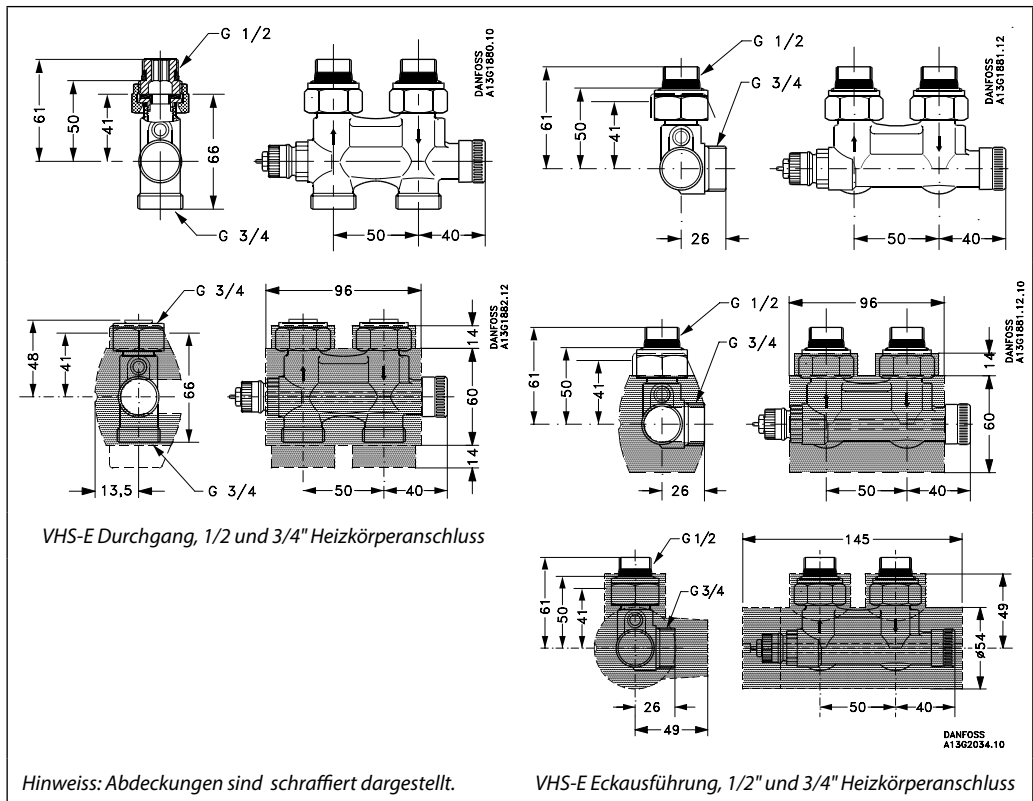 G 1/2
61
50
41
66
G 3/4
50
40
DANFOSS
A13G1880.10
G 1/2
G 3/4
61
50
41
26
50
40
DANFOSS
A13G1881.12
G 3/4
48
41
66
13,5
G 3/4
96
14
60
14
50
40
DANFOSS
A13G1882.12
VHS-E Durchgang, 1/2 und 3/4" Heizkörperanschluss
G 1/2
G 3/4
61
50
41
26
96
14
60
50
40
DANFOSS
A13G1881.12.10
G 1/2
G 3/4
61
50
41
26
49
145
49
ø54
50
40
DANFOSS
A13G2034.10
Hinweiss: Abdeckungen sind schraffiert dargestellt.
VHS-E Eckausführung, 1/2" und 3/4" Heizkörperanschluss